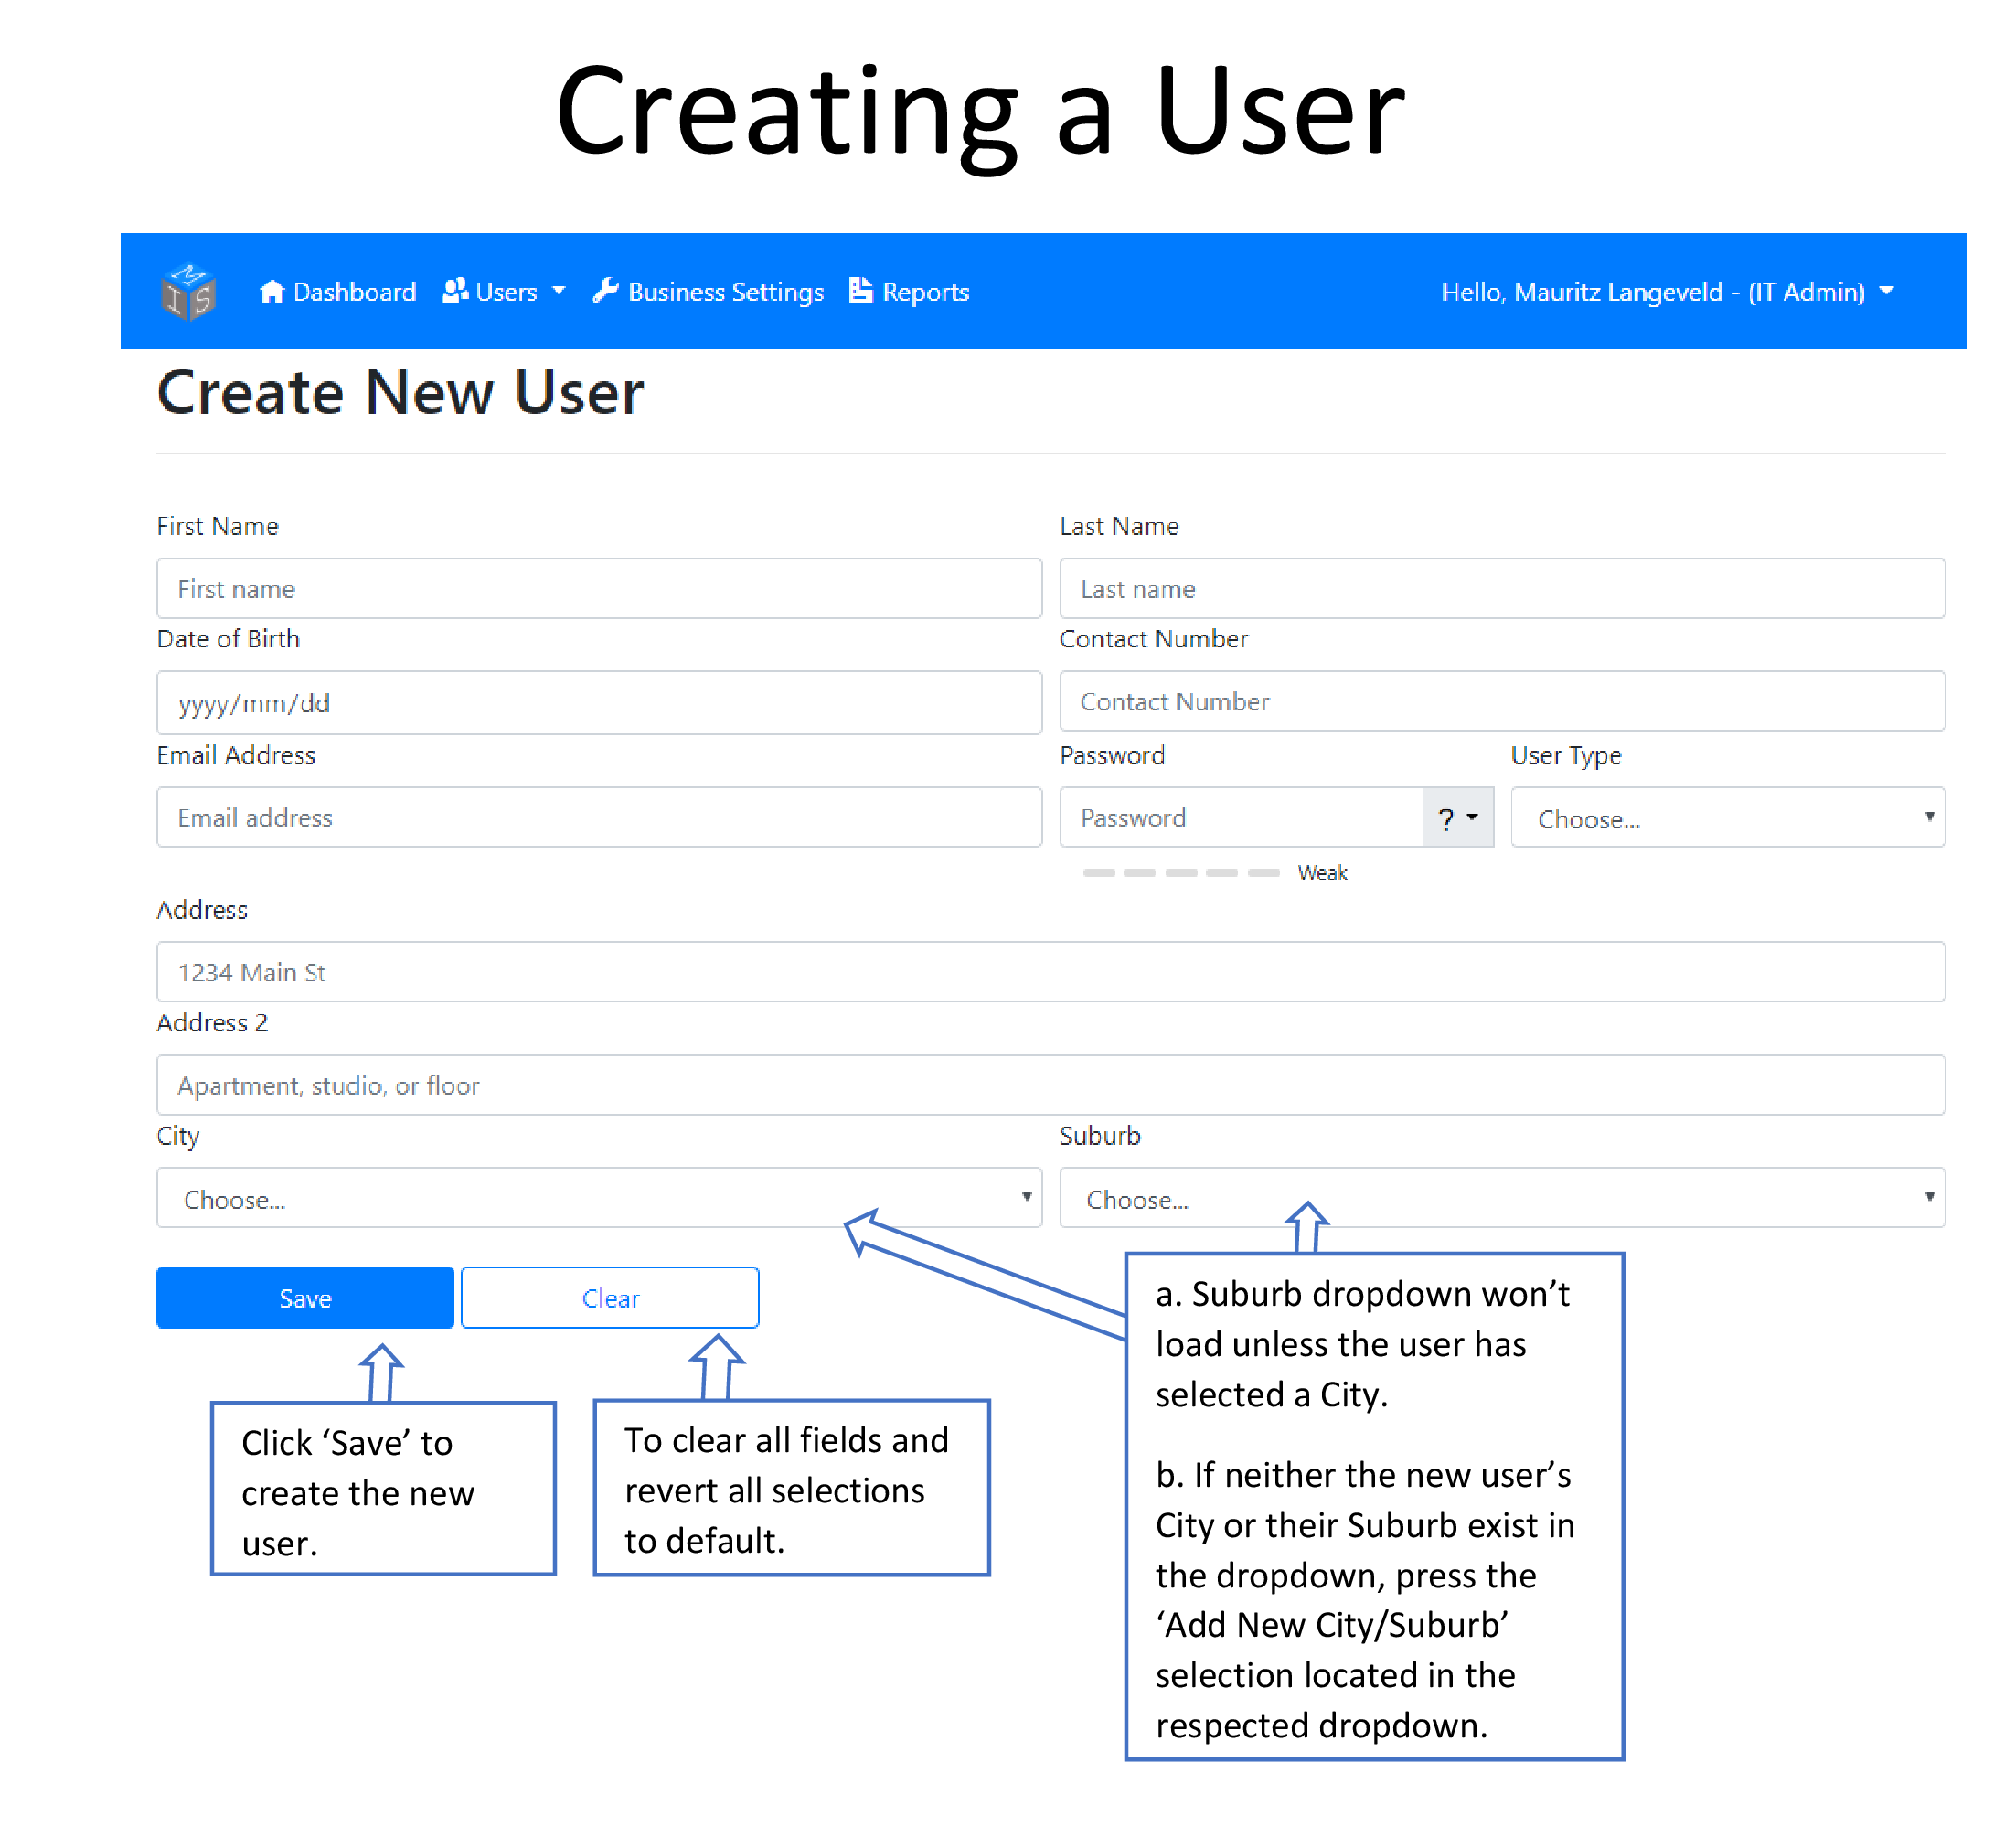 Creating a User
M I S Dashboard Users Business Settings Reports Hello, Mauritz Langeveld - (IT Admin)
Create New User
First Name Last Name
First name Last name
Date of Birth Contact Number
yyyy/mm/dd Contact Number
Email Address Password User Type
Email address Password ? Choose...
Weak
Address
1234 Main St
Address 2
Apartment, studio, or floor
City Suburb
Choose... Choose...
Save Clear
Click ‘Save’ to
create the new
user.
To clear all fields and
revert all selections
to default.
a. Suburb dropdown won’t
load unless the user has
selected a City.
b. If neither the new user’s
City or their Suburb exist in
the dropdown, press the
‘Add New City/Suburb’
selection located in the
respected dropdown.